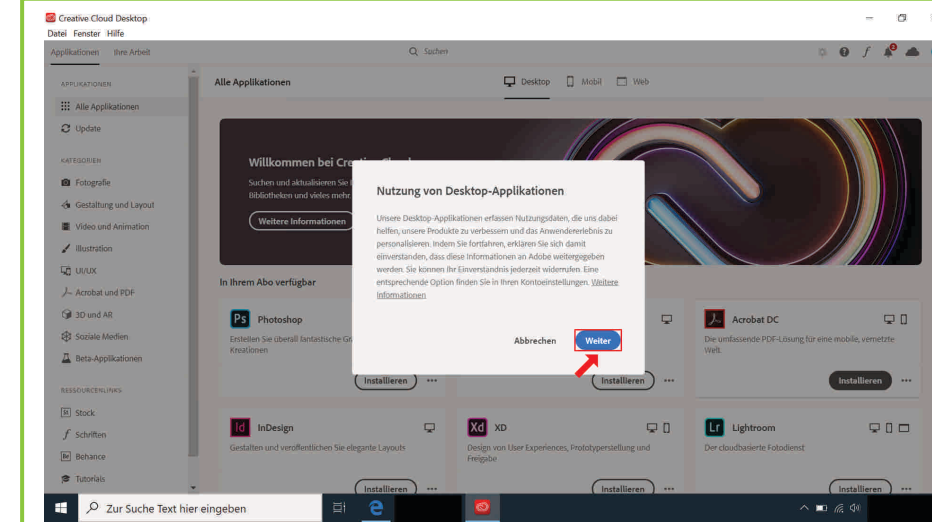 Creative Cloud Desktop
Datei Fenster Hilfe
Applikationen Ihre Arbeit
Suchen
APPLIKATIONEN
Alle Applikationen
Update
KATEGORIEN
Fotografie
Gestaltung und Layout
Video und Animation
Illustration
UI/UX
Acrobat und PDF
3D und AR
Soziale Medien
Beta-Applikationen
RESSOURCENLINKS
St Stock
Schriften
Be Behance
Tutorials
Alle Applikationen
Desktop Mobil Web
Willkommen bei
Suchen und aktualisieren Sie
Bibliotheken und vieles mehr
Weitere Informationen
Nutzung von Desktop-Applikationen
Unsere Desktop-Applikationen erfassen Nutzungsdaten, die uns dabei
helfen, unsere Produkte zu verbessern und das Anwendererlebnis zu
personalisieren. Indem Sie fortfahren, erklären Sie sich damit
einverstanden, dass diese Informationen an Adobe weitergegeben
werden. Sie können Ihr Einverständnis jederzeit widerrufen. Eine
entsprechende Option finden Sie in Ihren Kontoeinstellungen. Weitere
Informationen
Abbrechen Weiter
In Ihrem Abo verfügbar
Ps Photoshop
Erstellen Sie überall fantastische
Kreationen
Installieren
Installieren
Acrobat DC
Die umfassende PDF-Lösung für eine mobile, vernetzte
Welt.
Installieren
Id InDesign
Gestalten und veröffentlichen Sie elegante Layouts
Installieren
Xd XD
Design von User Experiences, Prototyperstellung und
Freigabe
Installieren
Lr Lightroom
Der cloudbasierte Fotodienst
Installieren
Zur Suche Text hier eingeben